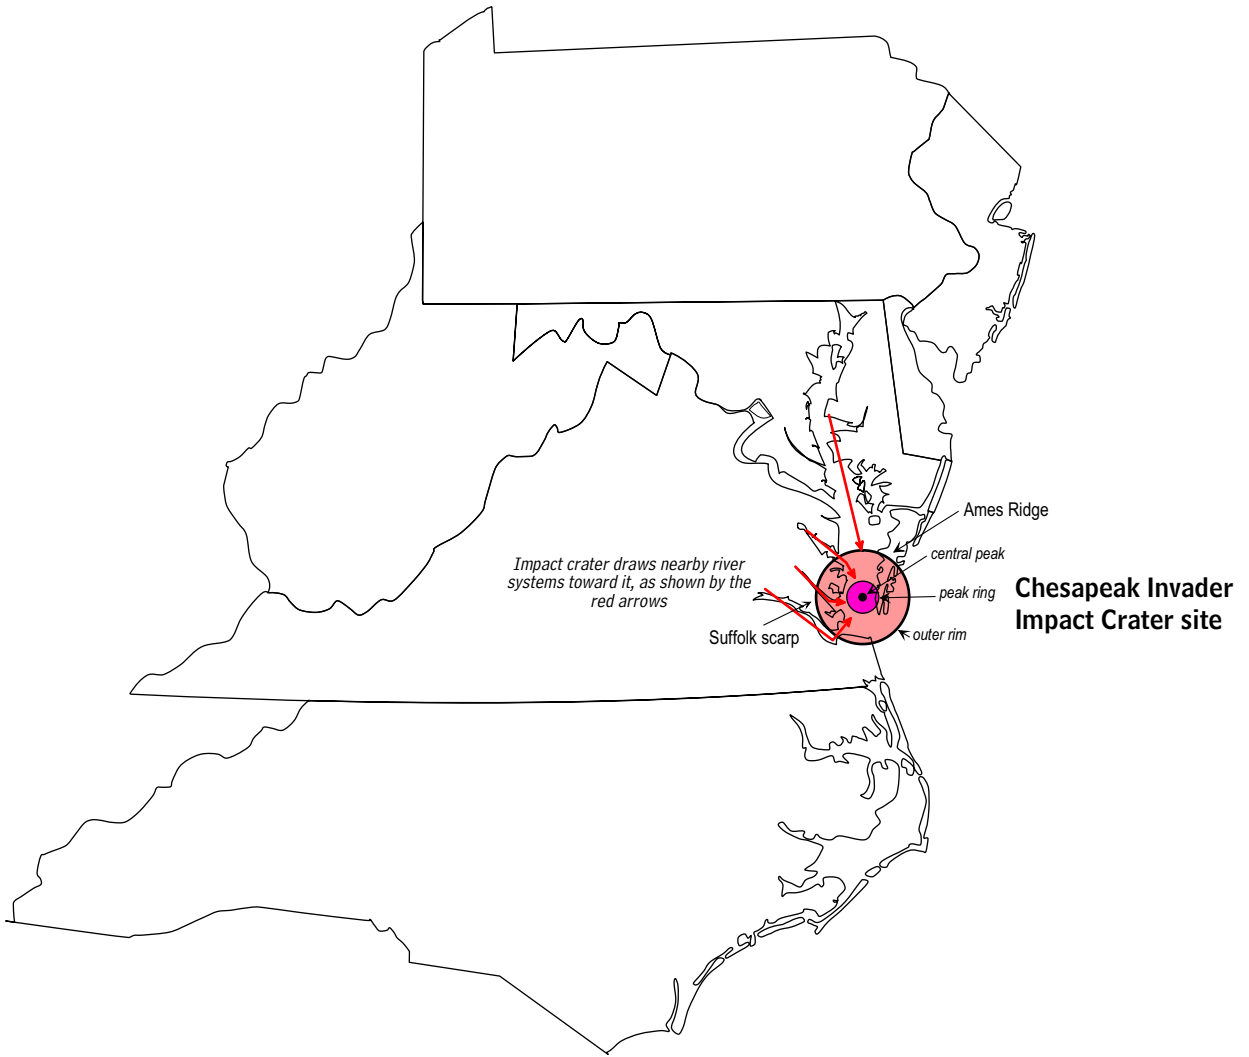 Ames Ridge
central peak
Impact crater draws nearby river
systems toward it, as shown by the
red arrows
peak ring
Chesapeak Invader
Impact Crater site
Suffolk scarp
outer rim